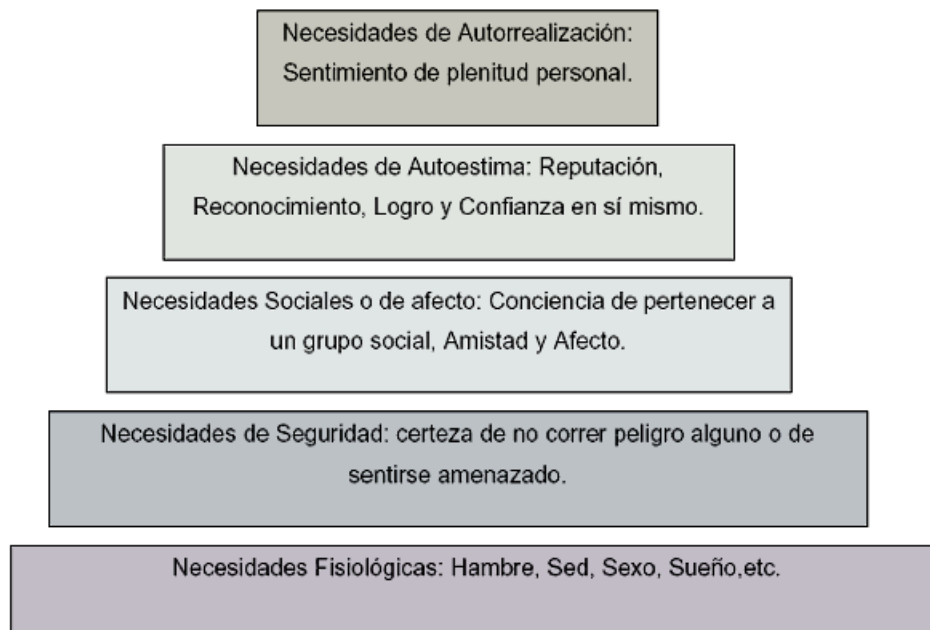 Necesidades de Autorrealización:
Sentimiento de plenitud personal.
Necesidades de Autoestima: Reputación,
Reconocimiento, Logro y Confianza en sí mismo.
Necesidades Sociales o de afecto: Conciencia de pertenecer a
un grupo social, Amistad y Afecto.
Necesidades de Seguridad: certeza de no correr peligro alguno o de
sentirse amenazado.
Necesidades Fisiológicas: Hambre, Sed, Sexo, Sueño,etc.